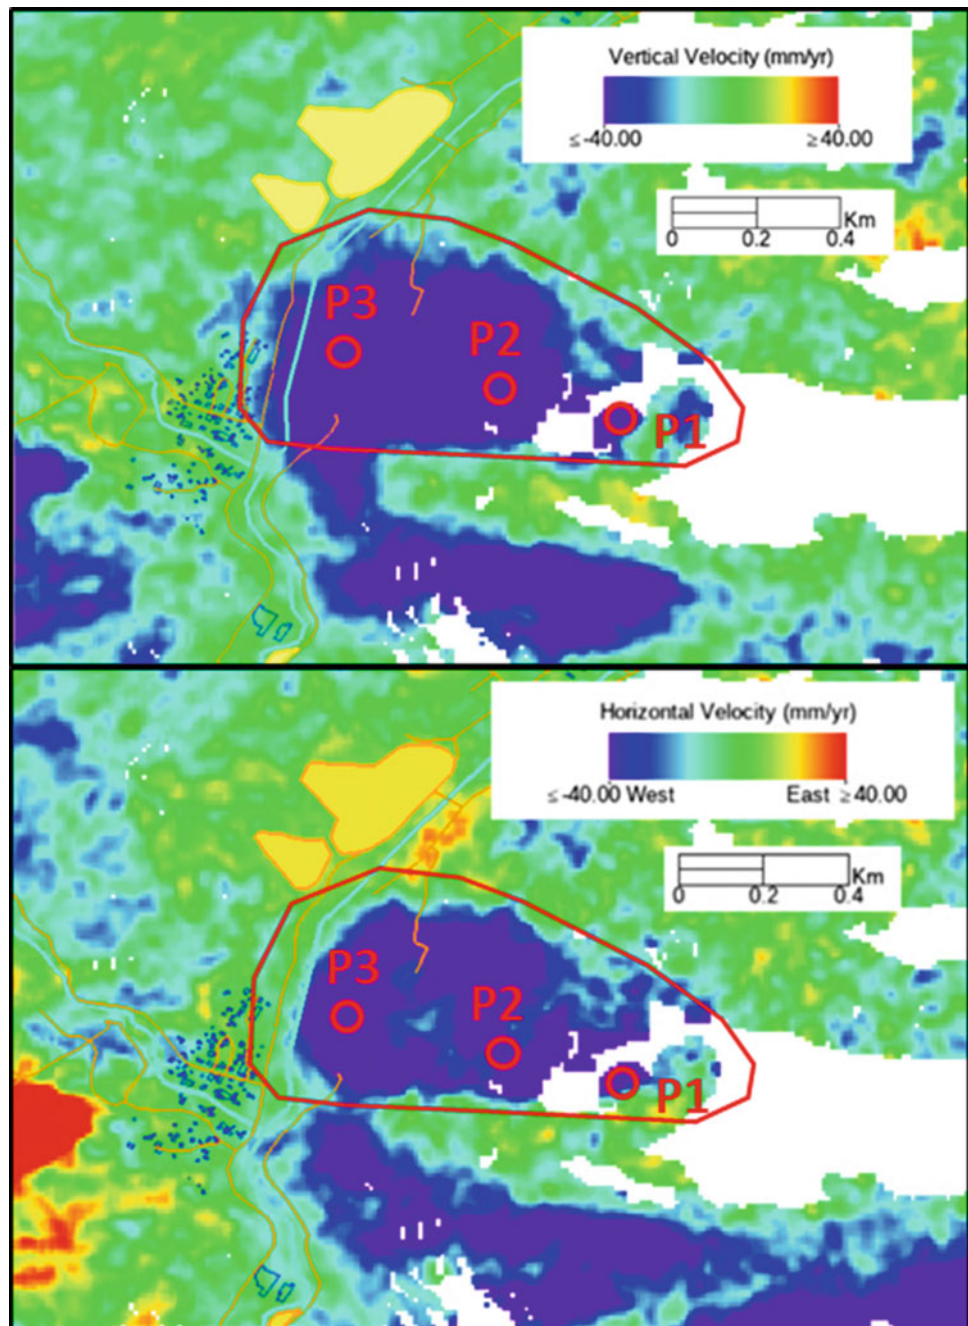 Vertical Velocity (mm/yr)
≤-40.00 ≥40.00
Km
0 0.2 0.4
P3
P2
P1
Horizontal Velocity (mm/yr)
≤-40.00 West East ≥40.00
Km
0 0.2 0.4
P3
P2
P1